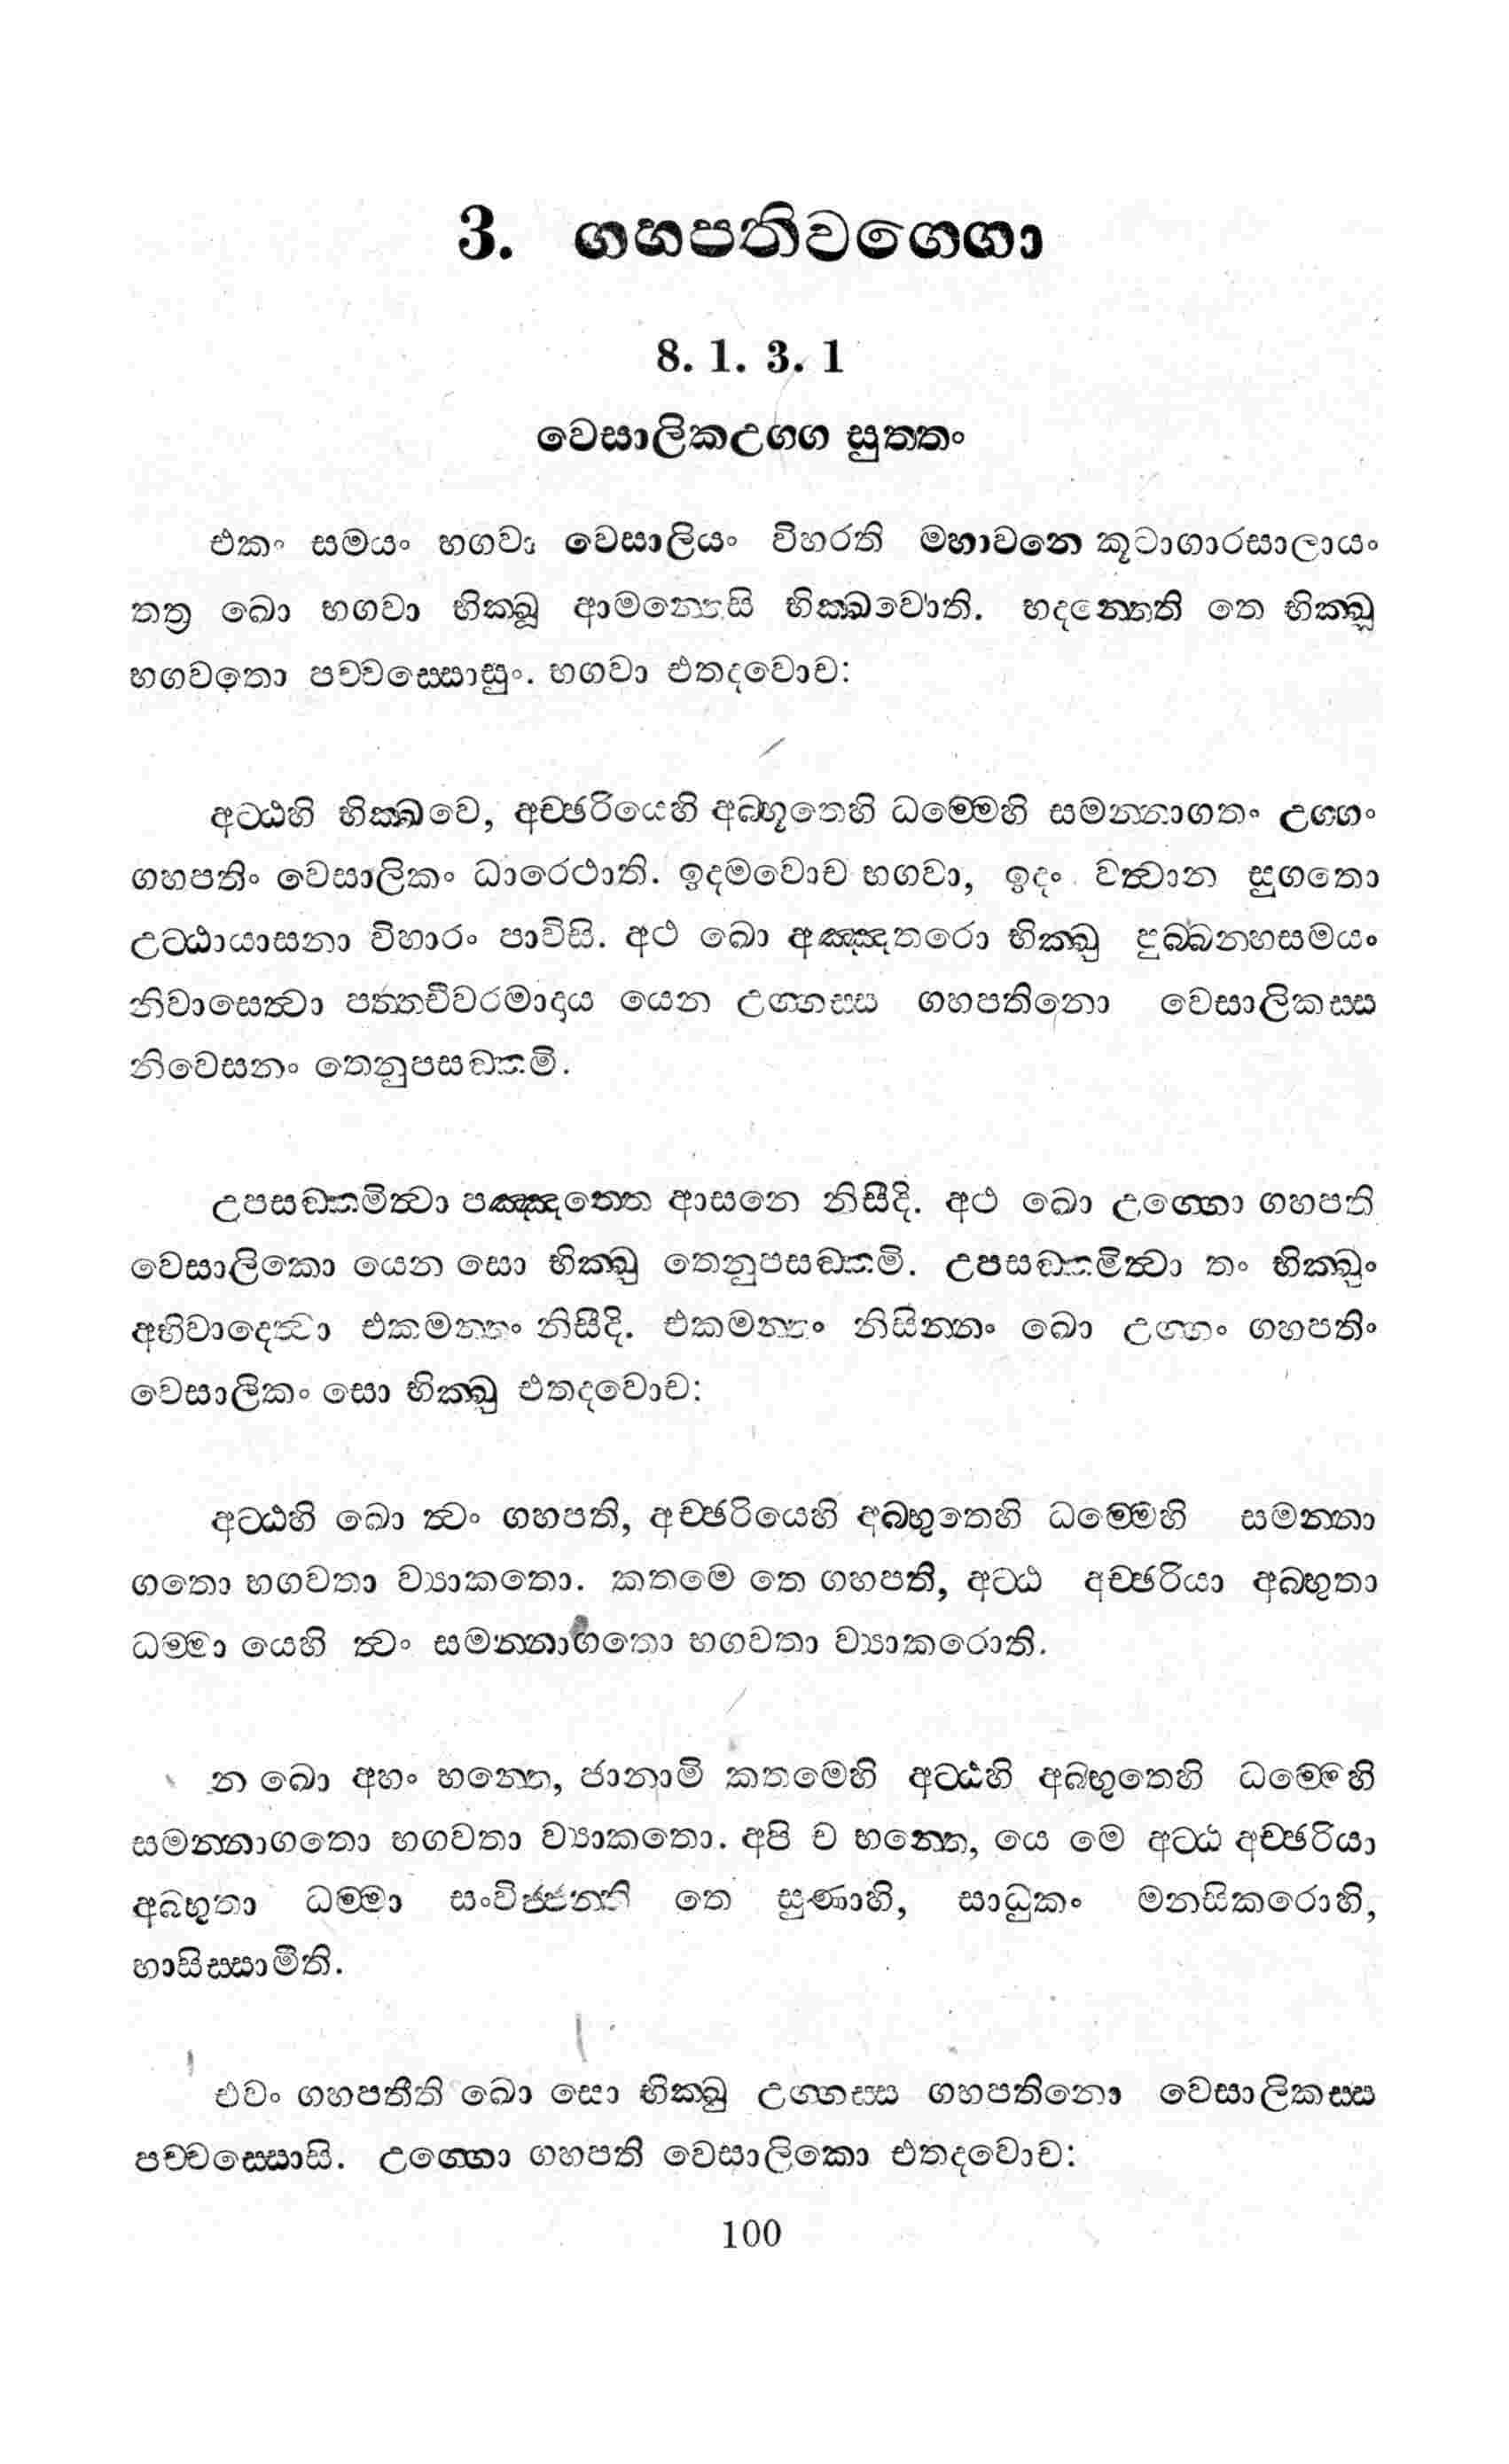 3. ගහපතිවග්ගො
8. 1. 3. 1
වෙසාලිකඋග්ග සුත්තං
එකං සමයං භගවා වෙසාලියං විහරති මහාවනෙ කූටාගාරසාලායං
තත්‍ර ඛො භගවා භික්ඛූ ආමන්තෙසි භික්ඛවොති. භදන්තෙති තෙ භික්ඛූ
භගවතො පච්චස්සොසුං. භගවා එතදවොච:
අට්ඨහි භික්ඛවෙ, අච්ඡරියෙහි අබ්භූතෙහි ධම්මෙහි සමන්නාගතං උග්ගං
ගහපතිං වෙසාලිකං ධාරෙථාති. ඉදමවොච භගවා, ඉදං වත්‍වාන සුගතො
උට්ඨායාසනා විහාරං පාවිසි. අථ ඛො අඤ්ඤතරො භික්ඛු පුබ්බන්හසමයං
නිවාසෙත්‍වා පත්තචීවරමාදාය යෙන උග්ගස්ස ගහපතිනො වෙසාලිකස්ස
නිවෙසනං තෙනුපසඞ්කමි.
උපසඞ්කමිත්‍වා පඤ්ඤත්තෙ ආසනෙ නිසීදි. අථ ඛො උග්ගො ගහපති
වෙසාලිකො යෙන සො භික්ඛු තෙනුපසඞ්කමි. උපසඞ්කමිත්‍වා තං භික්ඛුං
අභිවාදෙත්‍වා එකමන්තං නිසීදි. එකමන්තං නිසින්නං ඛො උග්ගං ගහපතිං
වෙසාලිකං සො භික්ඛු එතදවොච:
අට්ඨහි ඛො ත්‍වං ගහපති, අච්ඡරියෙහි අබ්භුතෙහි ධම්මෙහි සමන්නා
ගතො භගවතා ව්‍යාකතො. කතමෙ තෙ ගහපති, අට්ඨ අච්ඡරියා අබ්භුතා
ධම්මා යෙහි ත්‍වං සමන්නාගතො භගවතා ව්‍යාකරොති.
න ඛො අහං භන්තෙ, ජානාමි කතමෙහි අට්ඨහි අබ්භුතෙහි ධම්මෙහි
සමන්නාගතො භගවතා ව්‍යාකතො. අපි ච භන්තෙ, යෙ මෙ අට්ඨ අච්ඡරියා
අබ්භුතා ධම්මා සංවිජ්ජන්ති තෙ සුණාහි, සාධුකං මනසිකරොහි,
භාසිස්සාමීති.
එවං ගහපතීති ඛො සො භික්ඛු උග්ගස්ස ගහපතිනො වෙසාලිකස්ස
පච්චස්සොසි. උග්ගො ගහපති වෙසාලිකො එතදවොච:
100